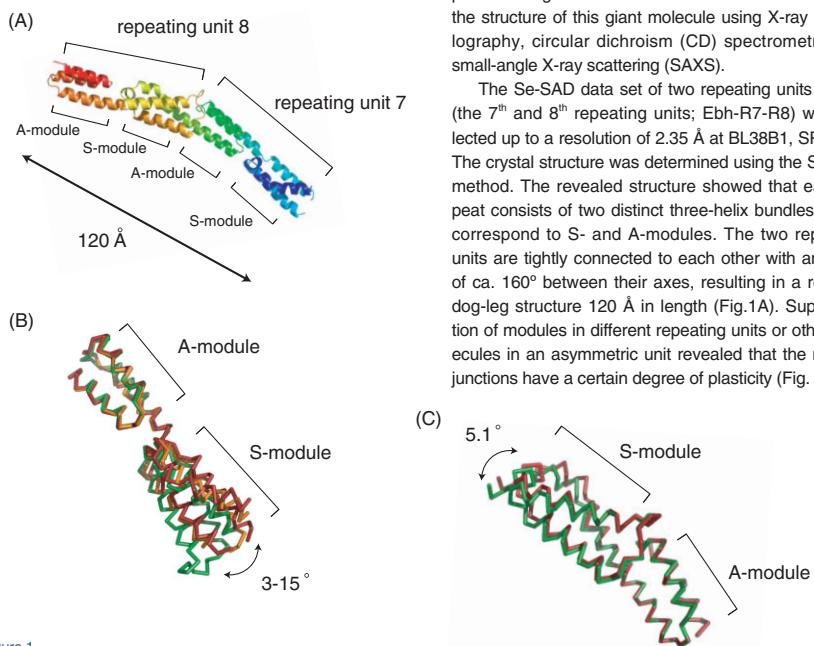 (A)
repeating unit 8
repeating unit 7
A-module
S-module
A-module
S-module
120 Å
(B)
A-module
S-module
3-15°
the structure of this giant molecule using X-ray
lography, circular dichroism (CD) spectrometr
small-angle X-ray scattering (SAXS).
The Se-SAD data set of two repeating units
(the 7th and 8th repeating units; Ebh-R7-R8) w
lected up to a resolution of 2.35 Å at BL38B1, SP
The crystal structure was determined using the S
method. The revealed structure showed that ea
peat consists of two distinct three-helix bundles
correspond to S- and A-modules. The two rep
units are tightly connected to each other with an
of ca. 160º between their axes, resulting in a ro
dog-leg structure 120 Å in length (Fig.1A). Sup
tion of modules in different repeating units or oth
ecules in an asymmetric unit revealed that the
junctions have a certain degree of plasticity (Fig.
(C)
5.1°
S-module
A-module